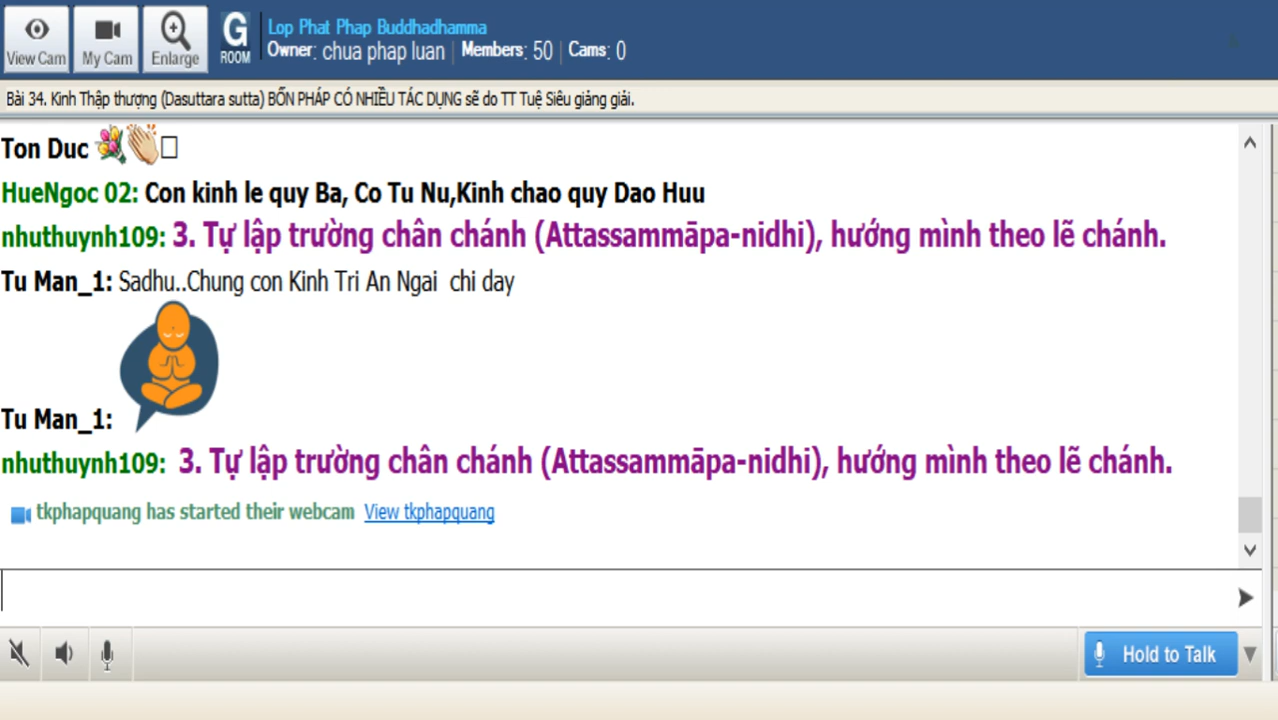 View Cam
My Cam
Enlarge
G
ROOM
Lop Phat Phap Buddhadhamma
Owner: chua phap luan | Members: 50 | Cams: 0
Bài 34. Kinh Thập thượng (Dasuttara sutta) BỐN PHÁP CÓ NHIỀU TÁC DỤNG sẽ do TT Tuệ Siêu giảng giải.
Ton Duc
HueNgoc 02: Con kinh le quy Ba, Co Tu Nu,Kinh chao quy Dao Huu
nhuthuynh109: 3. Tự lập trường chân chánh (Attassammāpa-nidhi), hướng mình theo lẽ chánh.
Tu Man_1: Sadhu..Chung con Kinh Tri An Ngai chi day
Tu Man_1:
nhuthuynh109: 3. Tự lập trường chân chánh (Attassammāpa-nidhi), hướng mình theo lẽ chánh.
tkphapquang has started their webcam View tkphapquang
Hold to Talk